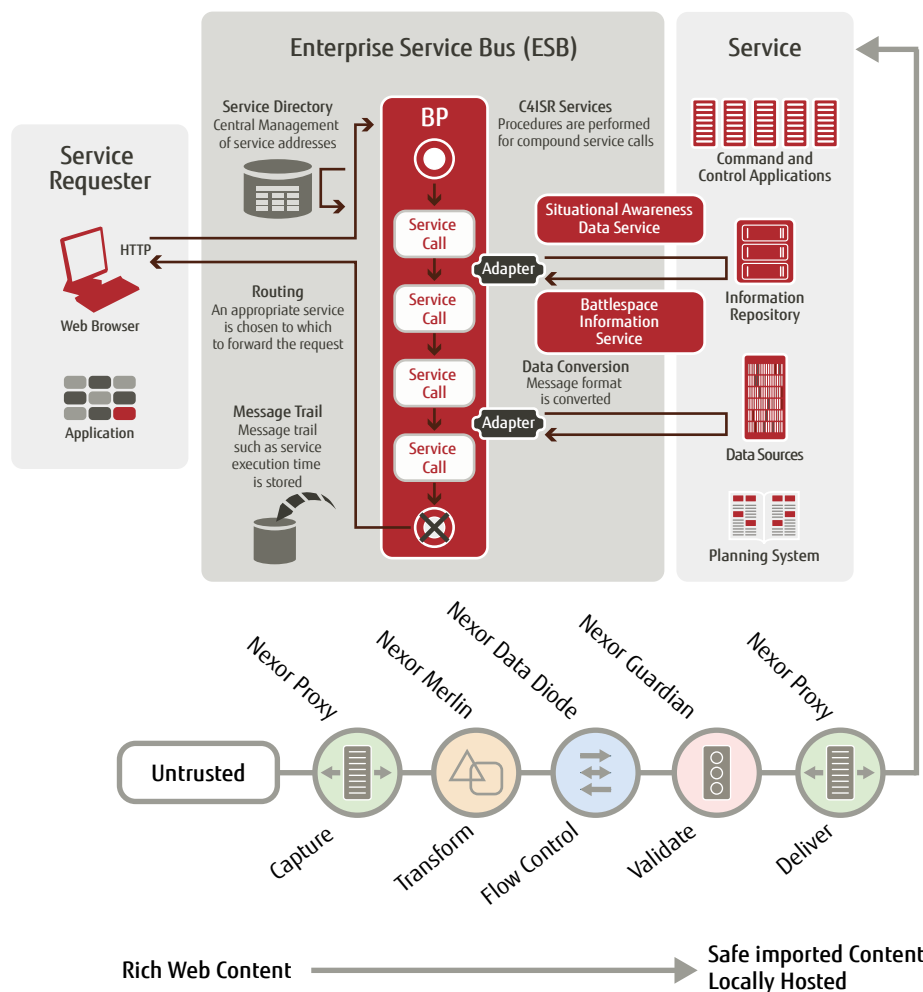 Enterprise Service Bus (ESB)
Service
Service Directory
Central Management
of service addresses
BP
C4ISR Services
Procedures are performed
for compound service calls
Command and
Control Applications
Service
Requester
HTTP
Web Browser
Application
Service
Call
Situational Awareness
Data Service
Adapter
Information
Repository
Routing
An appropriate service
is chosen to which
to forward the request
Service
Call
Battlespace
Information
Service
Service
Call
Data Conversion
Message format
is converted
Adapter
Data Sources
Message Trail
Message trail
such as service
execution time
is stored
Service
Call
Planning System
Nexor Proxy
Nexor Merlin
Nexor Data Diode
Nexor Guardian
Nexor Proxy
Untrusted
Capture
Transform
Flow Control
Validate
Deliver
Rich Web Content
Safe imported Content
Locally Hosted